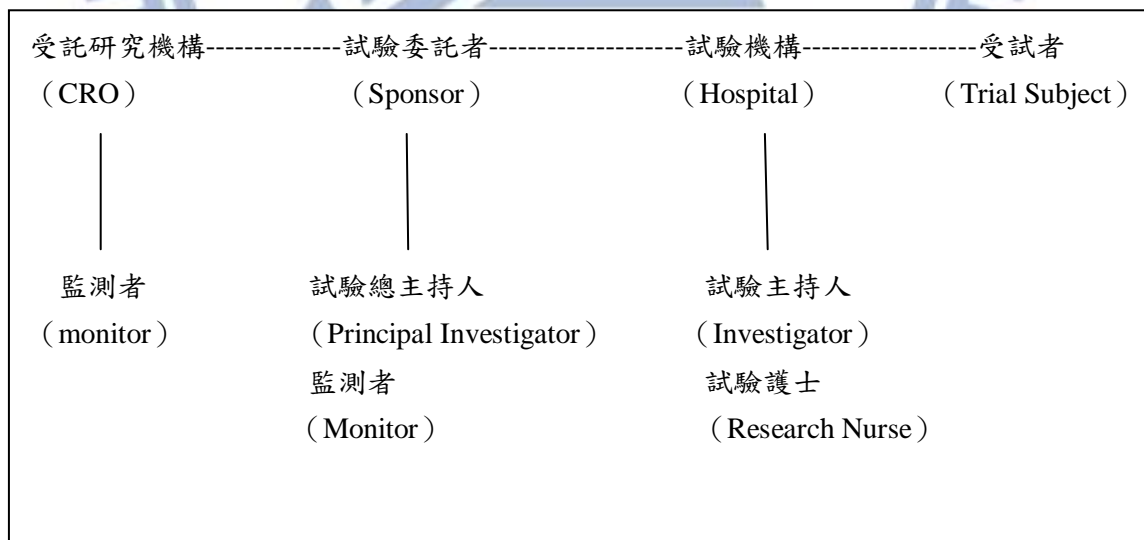 受託研究機構--------------試驗委託者--------------------試驗機構------------------受試者
（CRO） （Sponsor） （Hospital） （Trial Subject）
監測者 試驗總主持人 試驗主持人
（monitor） （Principal Investigator） （Investigator）
監測者 試驗護士
（Monitor） （Research Nurse）